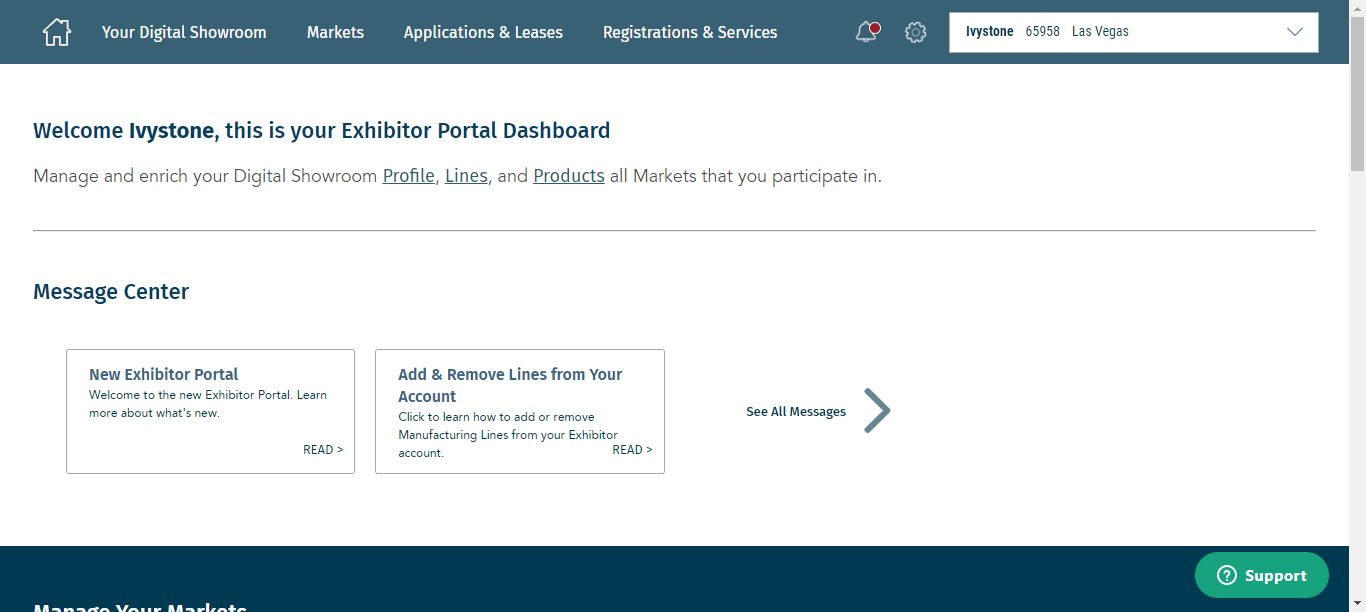 Your Digital Showroom Markets Applications & Leases Registrations & Services Ivystone 65958 Las Vegas
Welcome Ivystone, this is your Exhibitor Portal Dashboard
Manage and enrich your Digital Showroom Profile, Lines, and Products all Markets that you participate in.
Message Center
New Exhibitor Portal
Welcome to the new Exhibitor Portal. Learn
more about what's new.
READ >
Add & Remove Lines from Your
Account
Click to learn how to add or remove
Manufacturing Lines from your Exhibitor
account.
READ >
See All Messages
Support
Manage Your Markets